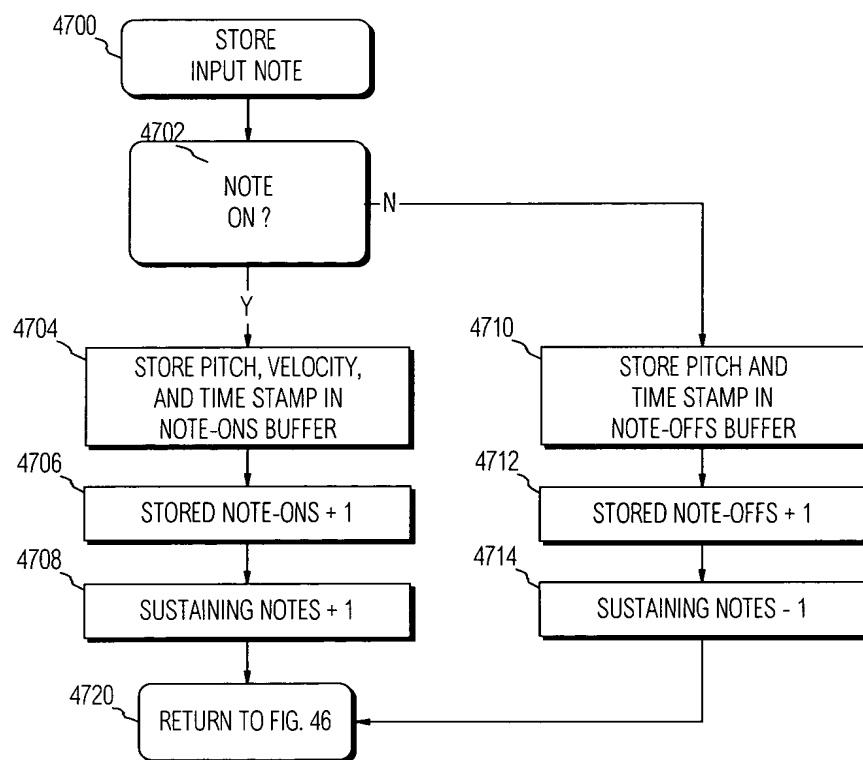 4700
STORE
INPUT NOTE
4702
NOTE
ON ?
N
Y
4704
STORE PITCH, VELOCITY,
AND TIME STAMP IN
NOTE-ONS BUFFER
4706
STORED NOTE-ONS + 1
4708
SUSTAINING NOTES + 1
4710
STORE PITCH AND
TIME STAMP IN
NOTE-OFFS BUFFER
4712
STORED NOTE-OFFS + 1
4714
SUSTAINING NOTES - 1
4720
RETURN TO FIG. 46